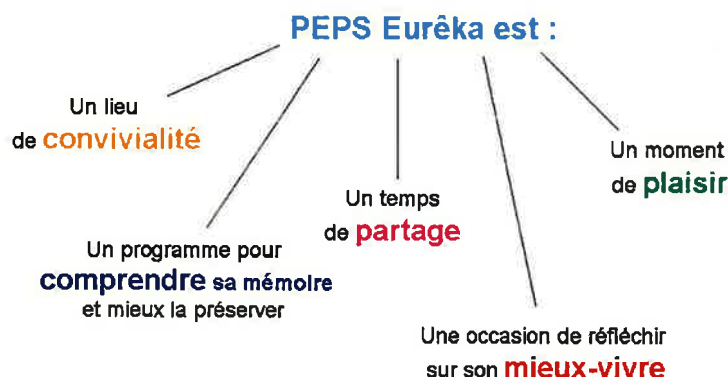 PEPS Eurêka est :
Un lieu
de convivialité
Un programme pour
comprendre sa mémoire
et mieux la préserver
Un temps
de partage
Une occasion de réfléchir
sur son mieux-vivre
Un moment
de plaisir